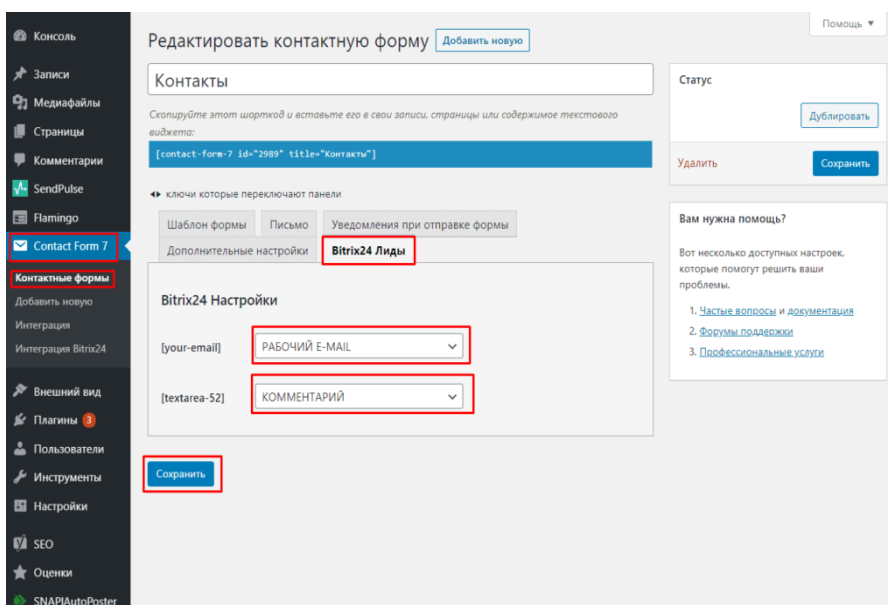 Помощь ▼
Консоль
Записи
Медиафайлы
Страницы
Комментарии
SendPulse
Flamingo
Contact Form 7
Контактные формы
Добавить новую
Интеграция
Интеграция Bitrix24
Внешний вид
Плагины 3
Пользователи
Инструменты
Настройки
SEO
Оценки
SNAP|AutoPoster
Редактировать контактную форму Добавить новую
Контакты
Скопируйте этот шорткод и вставьте его в свои записи, страницы или содержимое текстового
виджета:
[contact-form-7 id="2989" title="Контакты"]
ключи которые переключают панели
Шаблон формы Письмо Уведомления при отправке формы
Дополнительные настройки Bitrix24 Лиды
Bitrix24 Настройки
[your-email] РАБОЧИЙ E-MAIL
[textarea-52] КОММЕНТАРИЙ
Сохранить
Статус
Дублировать
Удалить Сохранить
Вам нужна помощь?
Вот несколько доступных настроек,
которые помогут решить ваши
проблемы.
1. Частые вопросы и документация
2. Форумы поддержки
3. Профессиональные услуги